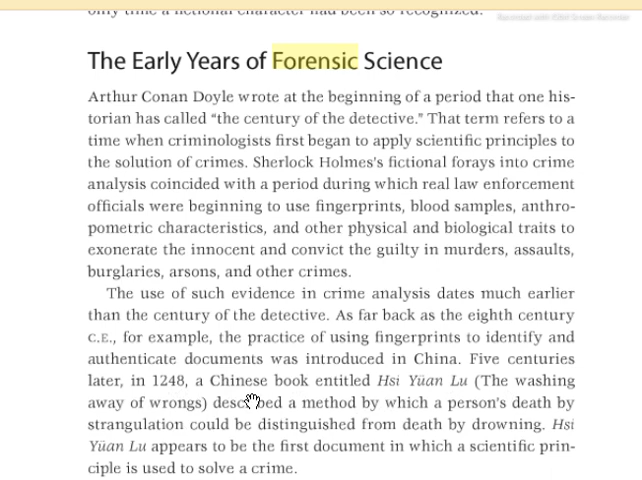 only time a fictional character had been so recognized.
The Early Years of Forensic Science
Arthur Conan Doyle wrote at the beginning of a period that one his-
torian has called “the century of the detective.” That term refers to a
time when criminologists first began to apply scientific principles to
the solution of crimes. Sherlock Holmes's fictional forays into crime
analysis coincided with a period during which real law enforcement
officials were beginning to use fingerprints, blood samples, anthro-
pometric characteristics, and other physical and biological traits to
exonerate the innocent and convict the guilty in murders, assaults,
burglaries, arsons, and other crimes.
The use of such evidence in crime analysis dates much earlier
than the century of the detective. As far back as the eighth century
C.E., for example, the practice of using fingerprints to identify and
authenticate documents was introduced in China. Five centuries
later, in 1248, a Chinese book entitled Hsi Yüan Lu (The washing
away of wrongs) described a method by which a person's death by
strangulation could be distinguished from death by drowning. Hsi
Yüan Lu appears to be the first document in which a scientific prin-
ciple is used to solve a crime.